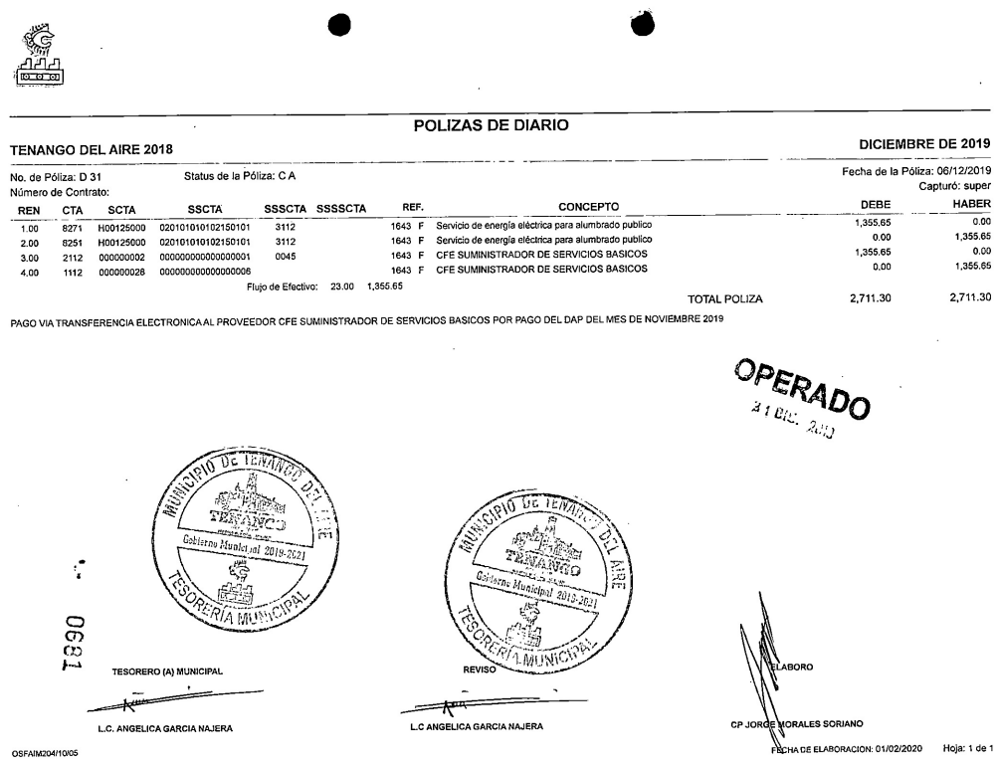 POLIZAS DE DIARIO
TENANGO DEL AIRE 2018 DICIEMBRE DE 2019
No. de Póliza: D 31 Status de la Póliza: C A Fecha de la Póliza: 06/12/2019
Número de Contrato: Capturó: super
REN CTA SCTA SSCTA SSSCTA SSSSCTA REF. CONCEPTO DEBE HABER
1.00 8271 H00125000 020101010102150101 3112 1643 F Servicio de energía eléctrica para alumbrado publico 1,355.65 0.00
2.00 8251 H00125000 020101010102150101 3112 1643 F Servicio de energía eléctrica para alumbrado publico 0.00 1,355.65
3.00 2112 000000002 000000000000000001 0045 1643 F CFE SUMINISTRADOR DE SERVICIOS BASICOS 1,355.65 0.00
4.00 1112 000000028 000000000000000006 1643 F CFE SUMINISTRADOR DE SERVICIOS BASICOS 0.00 1,355.65
Flujo de Efectivo: 23.00 1,355.65
TOTAL POLIZA 2,711.30 2,711.30
PAGO VIA TRANSFERENCIA ELECTRONICA AL PROVEEDOR CFE SUMINISTRADOR DE SERVICIOS BASICOS POR PAGO DEL DAP DEL MES DE NOVIEMBRE 2019
OPERADO
31 DIC.
MUNICIPIO DE TENANGO DEL AIRE
TENANGO
Gobierno Municipal 2019-2021
TESORERÍA MUNICIPAL
MUNICIPIO DE TENANGO DEL AIRE
TENANGO
Gobierno Municipal 2019-2021
TESORERÍA MUNICIPAL
0681
TESORERO (A) MUNICIPAL REVISO ELABORO
L.C. ANGELICA GARCIA NAJERA L.C ANGELICA GARCIA NAJERA CP JORGE MORALES SORIANO
OSFAIM204/10/05 FECHA DE ELABORACION: 01/02/2020 Hoja: 1 de 1